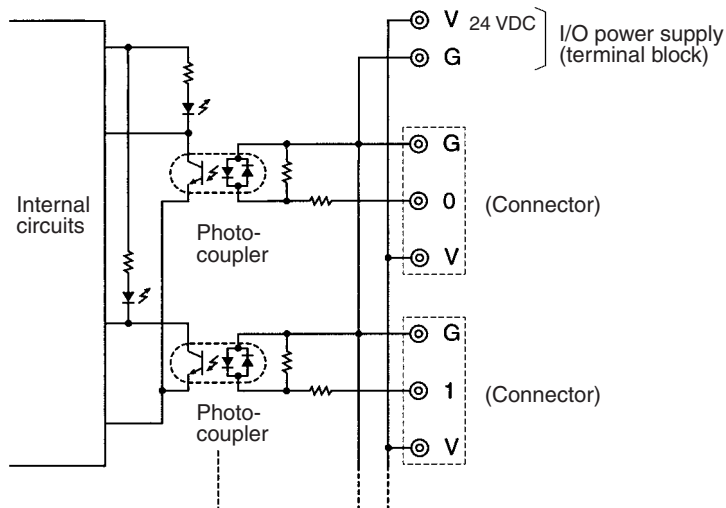 V 24 VDC
I/O power supply
(terminal block)
G
G
0
(Connector)
V
Internal
circuits
Photo-
coupler
G
1
(Connector)
V
Photo-
coupler